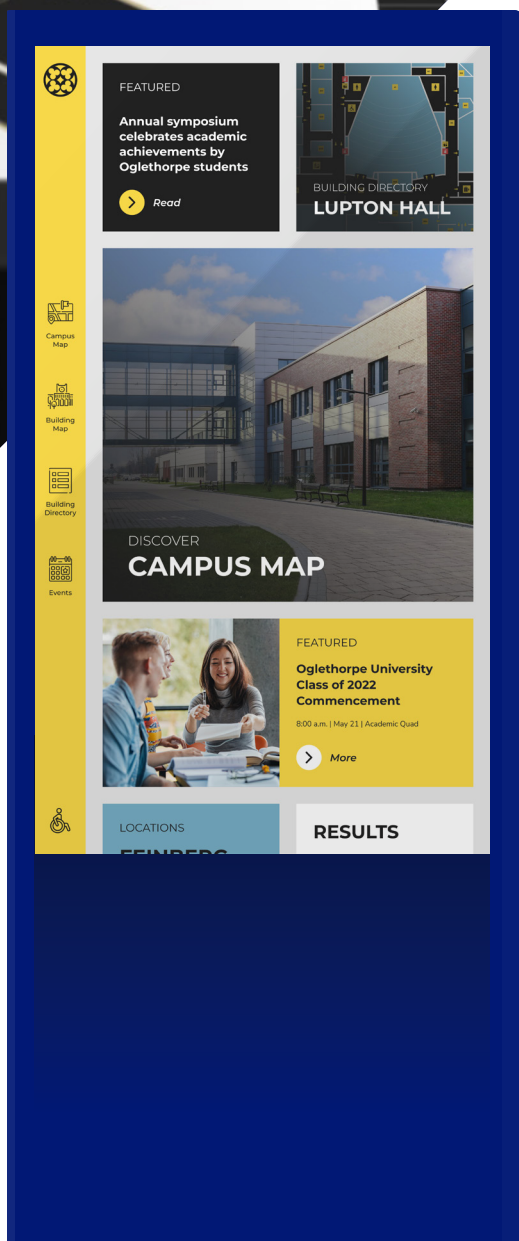 FEATURED
Annual symposium
celebrates academic
achievements by
Oglethorpe students
Read
BUILDING DIRECTORY
LUPTON HALL
Campus
Map
Building
Map
Building
Directory
Events
DISCOVER
CAMPUS MAP
FEATURED
Oglethorpe University
Class of 2022
Commencement
8:00 a.m. | May 21 | Academic Quad
More
LOCATIONS
FEINBERG
RESULTS